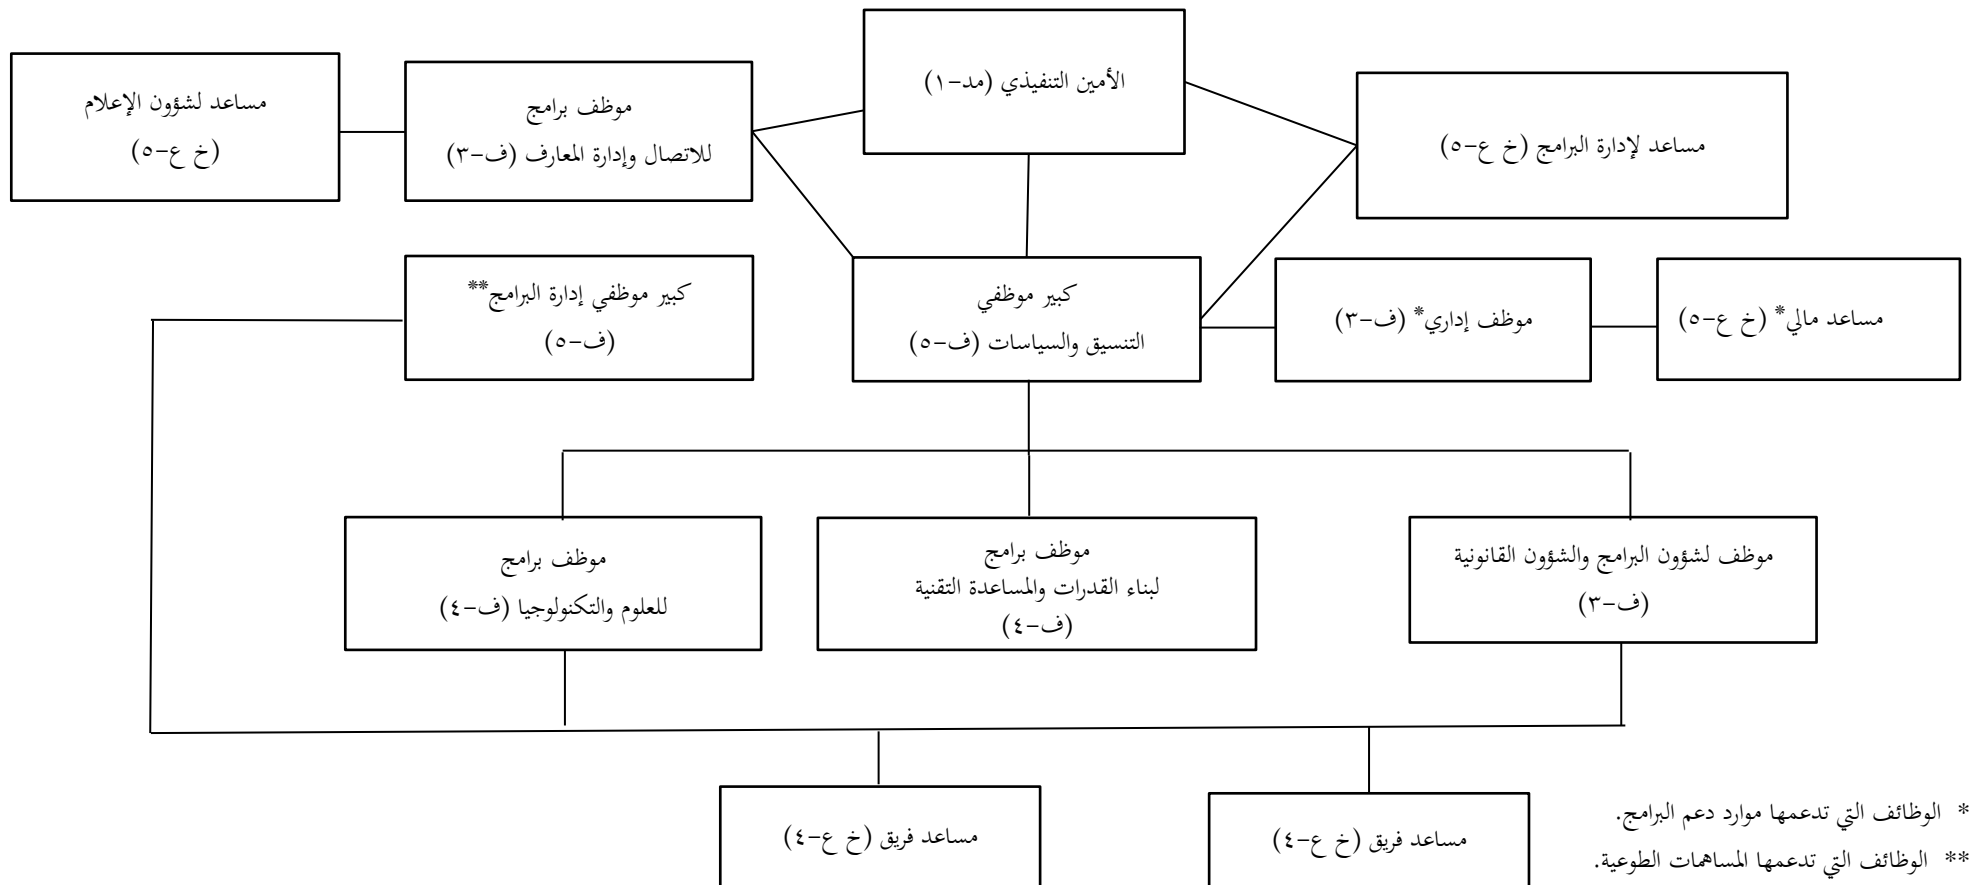 الأمين التنفيذي (مد-١)
مساعد لإدارة البرامج (خ ع-٥)
موظف برامج
للاتصال وإدارة المعارف (ف-٣)
مساعد لشؤون الإعلام
(خ ع-٥)
مساعد مالي* (خ ع-٥)
موظف إداري* (ف-٣)
كبير موظفي
التنسيق والسياسات (ف-٥)
كبير موظفي إدارة البرامج**
(ف-٥)
موظف لشؤون البرامج والشؤون القانونية
(ف-٣)
موظف برامج
لبناء القدرات والمساعدة التقنية
(ف-٤)
موظف برامج
للعلوم والتكنولوجيا (ف-٤)
مساعد فريق (خ ع-٤)
مساعد فريق (خ ع-٤)
* الوظائف التي تدعمها موارد دعم البرامج.
** الوظائف التي تدعمها المساهمات الطوعية.